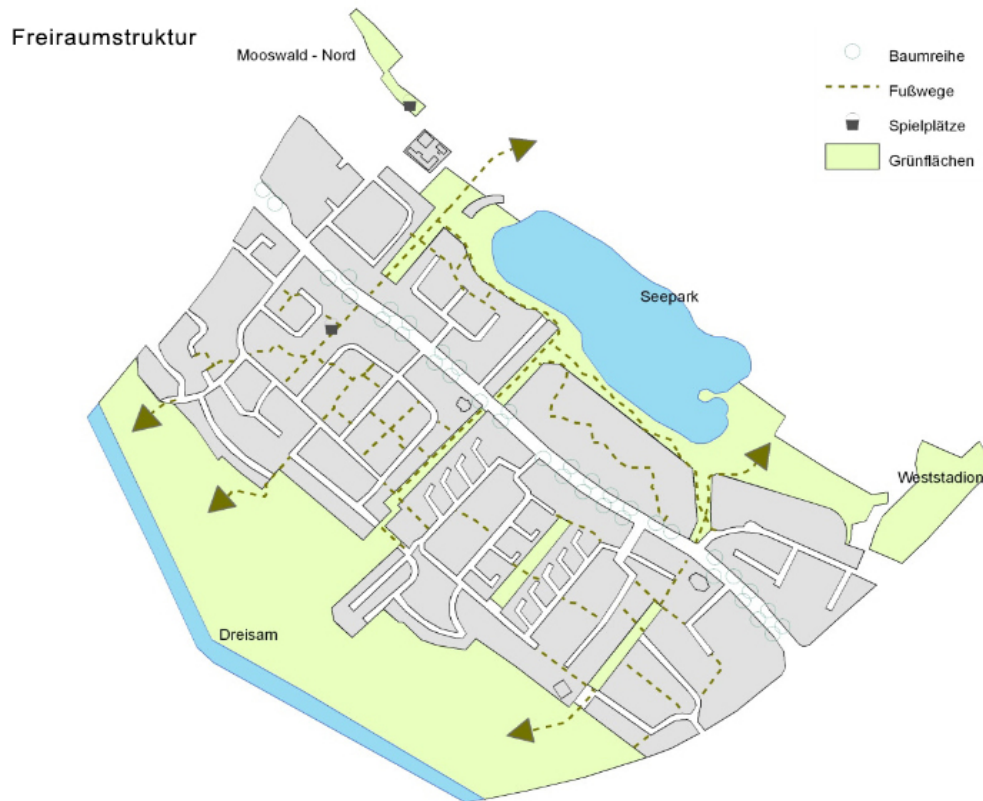 Freiraumstruktur
Mooswald - Nord
Baumreihe
Fußwege
Spielplätze
Grünflächen
Seepark
Weststadion
Dreisam